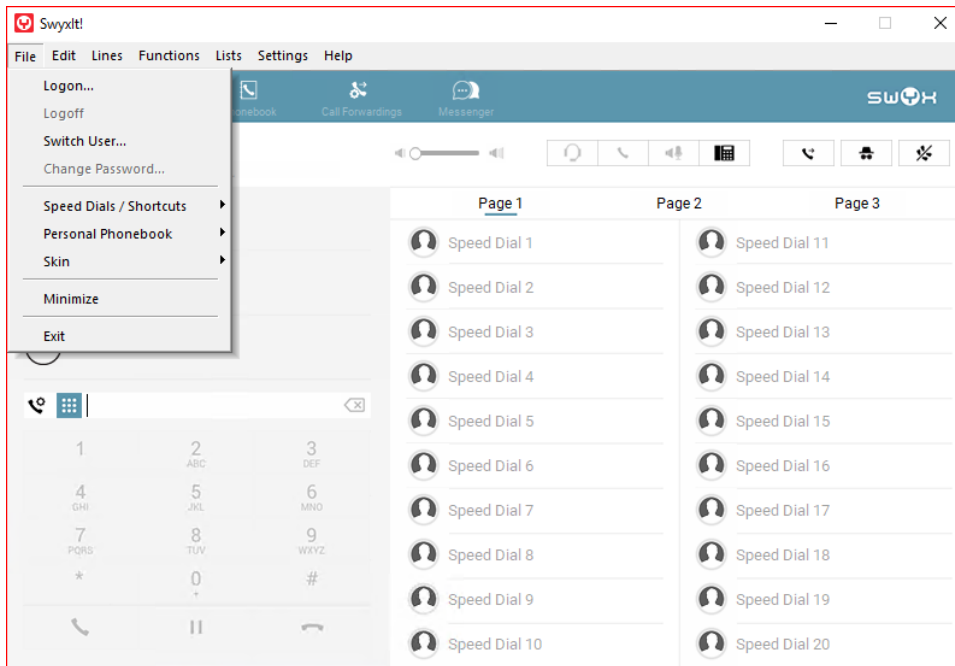 SwyxIt!
File Edit Lines Functions Lists Settings Help
Logon...
Logoff
Switch User...
Change Password...
Speed Dials / Shortcuts
Personal Phonebook
Skin
Minimize
Exit
onebook Call Forwardings Messenger
swyx
Page 1 Page 2 Page 3
Speed Dial 1 Speed Dial 11
Speed Dial 2 Speed Dial 12
Speed Dial 3 Speed Dial 13
Speed Dial 4 Speed Dial 14
Speed Dial 5 Speed Dial 15
Speed Dial 6 Speed Dial 16
Speed Dial 7 Speed Dial 17
Speed Dial 8 Speed Dial 18
Speed Dial 9 Speed Dial 19
Speed Dial 10 Speed Dial 20
1 2 3
ABC DEF
4 5 6
GHI JKL MNO
7 8 9
PQRS TUV WXYZ
* 0 #
+